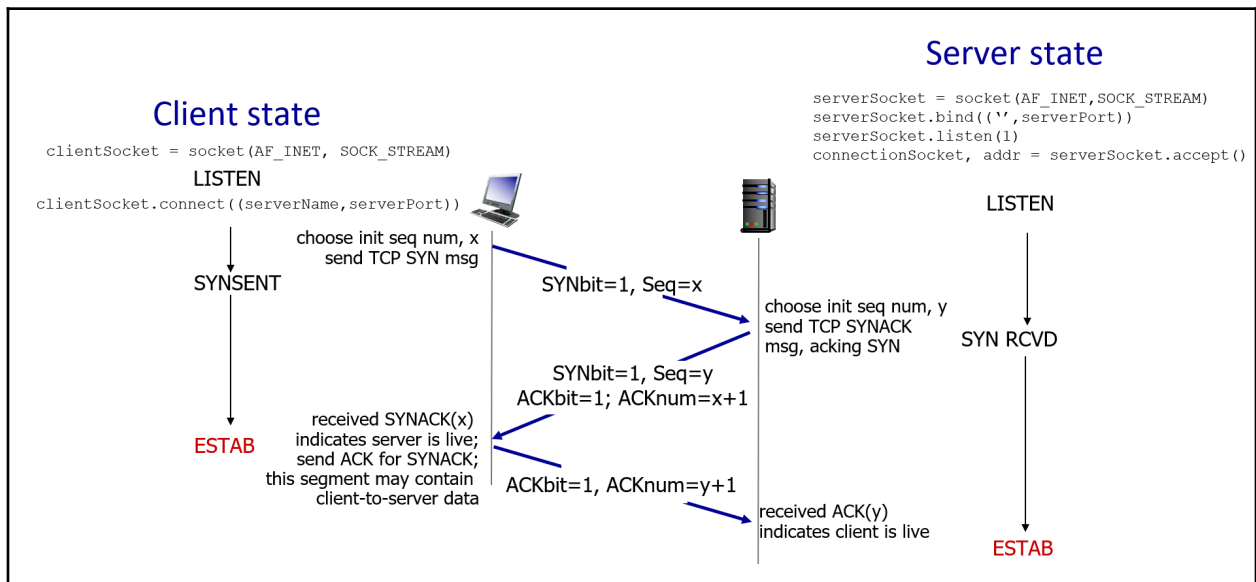 Server state
serverSocket = socket(AF_INET,SOCK_STREAM)
serverSocket.bind((‘’,serverPort))
serverSocket.listen(1)
connectionSocket, addr = serverSocket.accept()
Client state
clientSocket = socket(AF_INET, SOCK_STREAM)
LISTEN
clientSocket.connect((serverName,serverPort))
LISTEN
choose init seq num, x
send TCP SYN msg
SYNSENT
SYNbit=1, Seq=x
choose init seq num, y
send TCP SYNACK
msg, acking SYN
SYN RCVD
SYNbit=1, Seq=y
ACKbit=1; ACKnum=x+1
received SYNACK(x)
indicates server is live;
send ACK for SYNACK;
this segment may contain
client-to-server data
ESTAB
ACKbit=1, ACKnum=y+1
received ACK(y)
indicates client is live
ESTAB